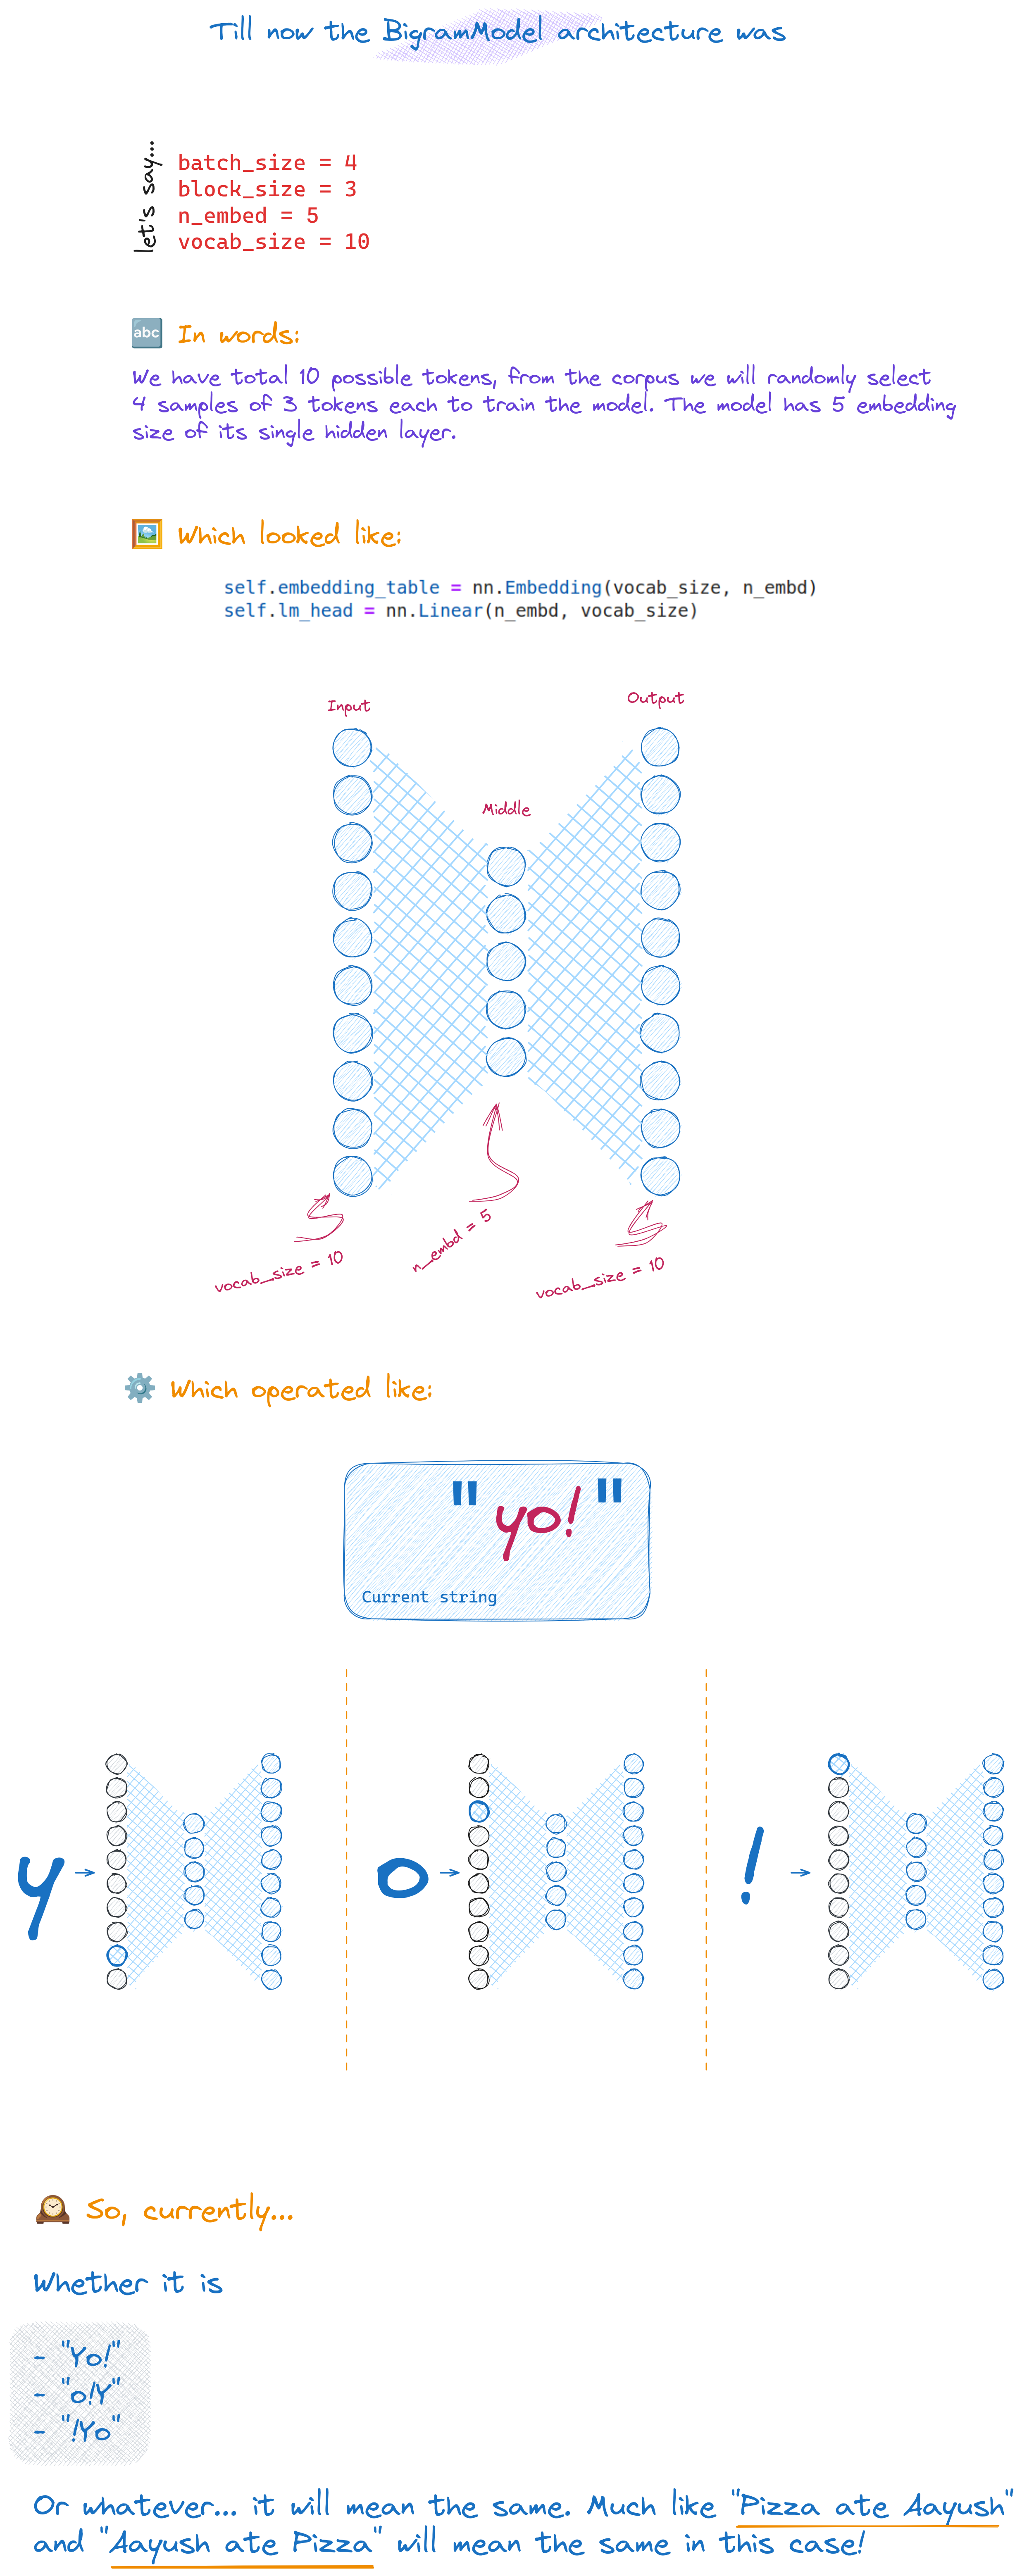 Till now the BigramModel architecture was
let's say...
batch_size = 4
block_size = 3
n_embed = 5
vocab_size = 10
abc In words:
We have total 10 possible tokens, from the corpus we will randomly select
4 samples of 3 tokens each to train the model. The model has 5 embedding
size of its single hidden layer.
Which looked like:
self.embedding_table = nn.Embedding(vocab_size, n_embd)
self.lm_head = nn.Linear(n_embd, vocab_size)
Input
Output
Middle
vocab_size = 10
n_embd = 5
vocab_size = 10
Which operated like:
"yo!"
Current string
y
o
!
So, currently...
Whether it is
- "Yo!"
- "o!Y"
- "!Yo"
Or whatever... it will mean the same. Much like "Pizza ate Aayush"
and "Aayush ate Pizza" will mean the same in this case!